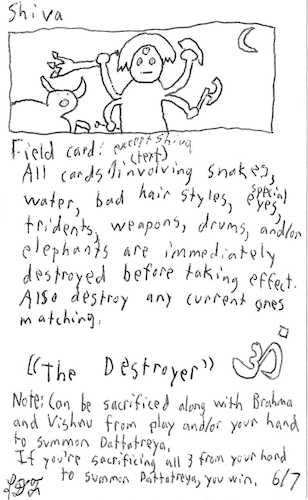 Shiva
Field card: except Shiva
(text)
All cards involving snakes,
water, bad hair styles, special eyes,
tridents, weapons, drums, and/or
elephants are immediately
destroyed before taking effect.
Also destroy any current ones
matching.
"The Destroyer" ॐ
Note: Can be sacrificed along with Brahma
and Vishnu from play and/or your hand
to summon Dattatreya.
If you're sacrificing all 3 from your hand
to summon Dattatreya, you win. 6/7